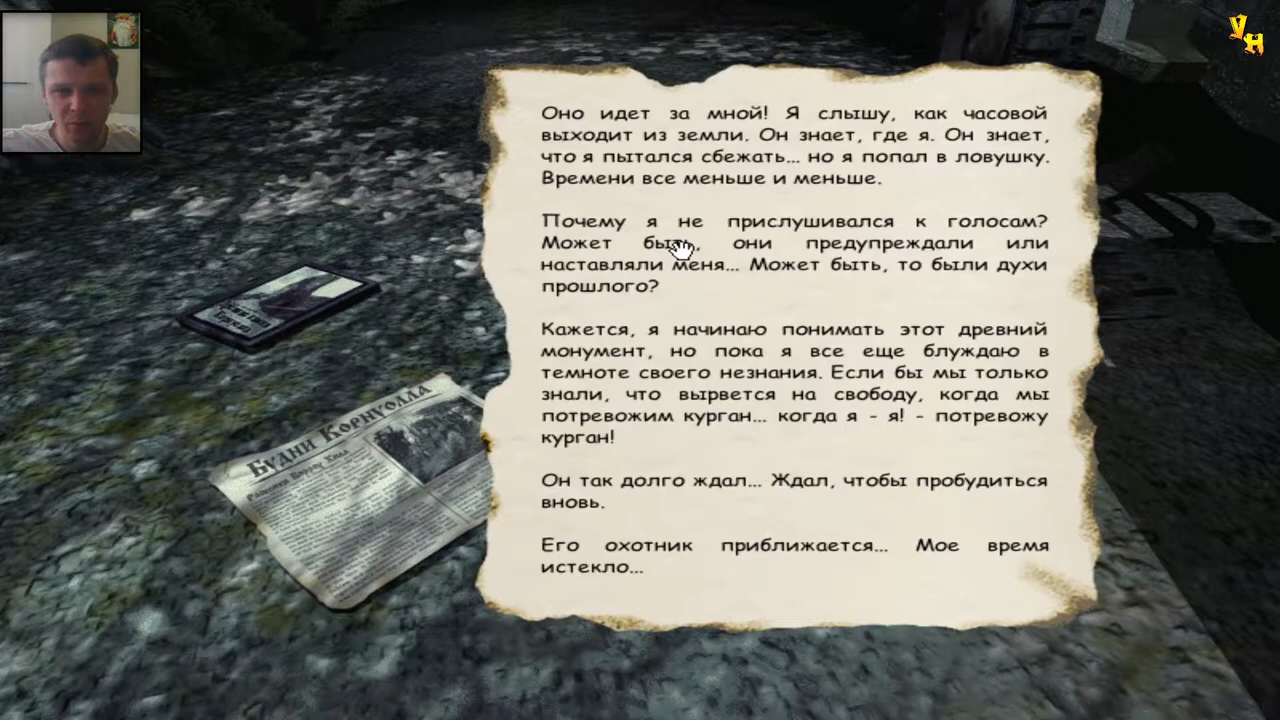 УН
Оно идет за мной! Я слышу, как часовой
выходит из земли. Он знает, где я. Он знает,
что я пытался сбежать... но я попал в ловушку.
Времени все меньше и меньше.
Почему я не прислушивался к голосам?
Может быть, они предупреждали или
наставляли меня... Может быть, то были духи
прошлого?
Кажется, я начинаю понимать этот древний
монумент, но пока я все еще блуждаю в
темноте своего незнания. Если бы мы только
знали, что вырвется на свободу, когда мы
потревожим курган... когда я - я! - потревожу
курган!
Он так долго ждал... Ждал, чтобы пробудиться
вновь.
Его охотник приближается... Мое время
истекло...
Будни Корнуолла